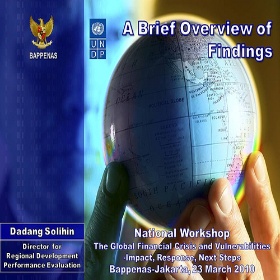 A Brief Overview of
Findings
BAPPENAS
U N
D P
Dadang Solihin
Director for
Regional Development
Performance Evaluation
National Workshop
The Global Financial Crisis and Vulnerabilities
-Impact, Response, Next Steps
Bappenas-Jakarta, 23 March 2010